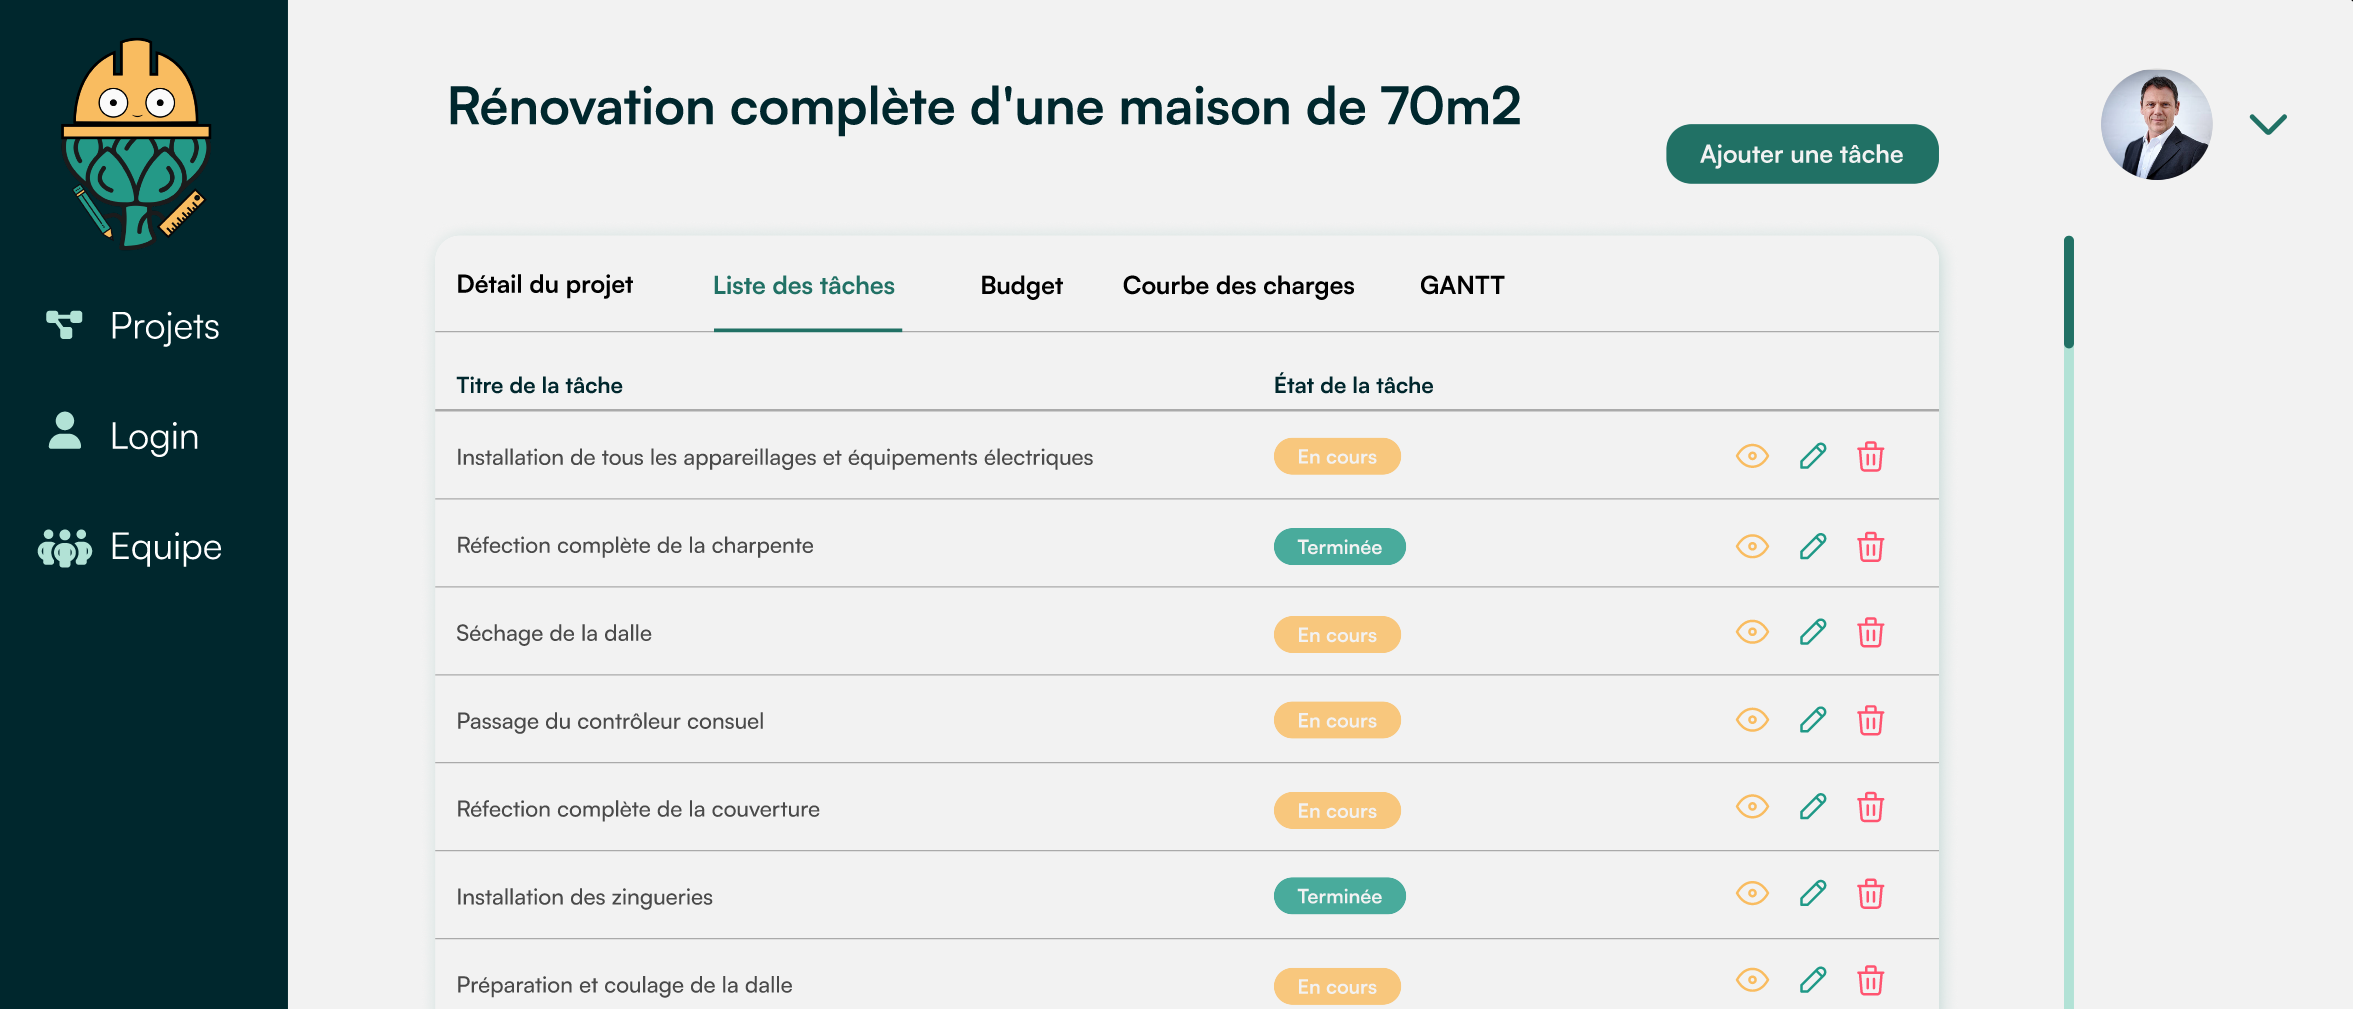 Rénovation complète d'une maison de 70m2
Ajouter une tâche
Projets
Login
Equipe
Détail du projet
Liste des tâches
Budget
Courbe des charges
GANTT
Titre de la tâche
État de la tâche
Installation de tous les appareillages et équipements électriques
En cours
Réfection complète de la charpente
Terminée
Séchage de la dalle
En cours
Passage du contrôleur consuel
En cours
Réfection complète de la couverture
En cours
Installation des zingueries
Terminée
Préparation et coulage de la dalle
En cours